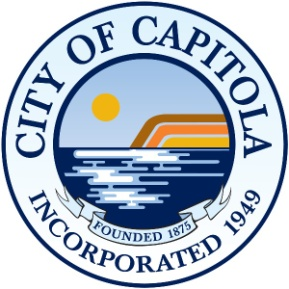 CITY OF CAPITOLA
FOUNDED 1875
INCORPORATED 1949